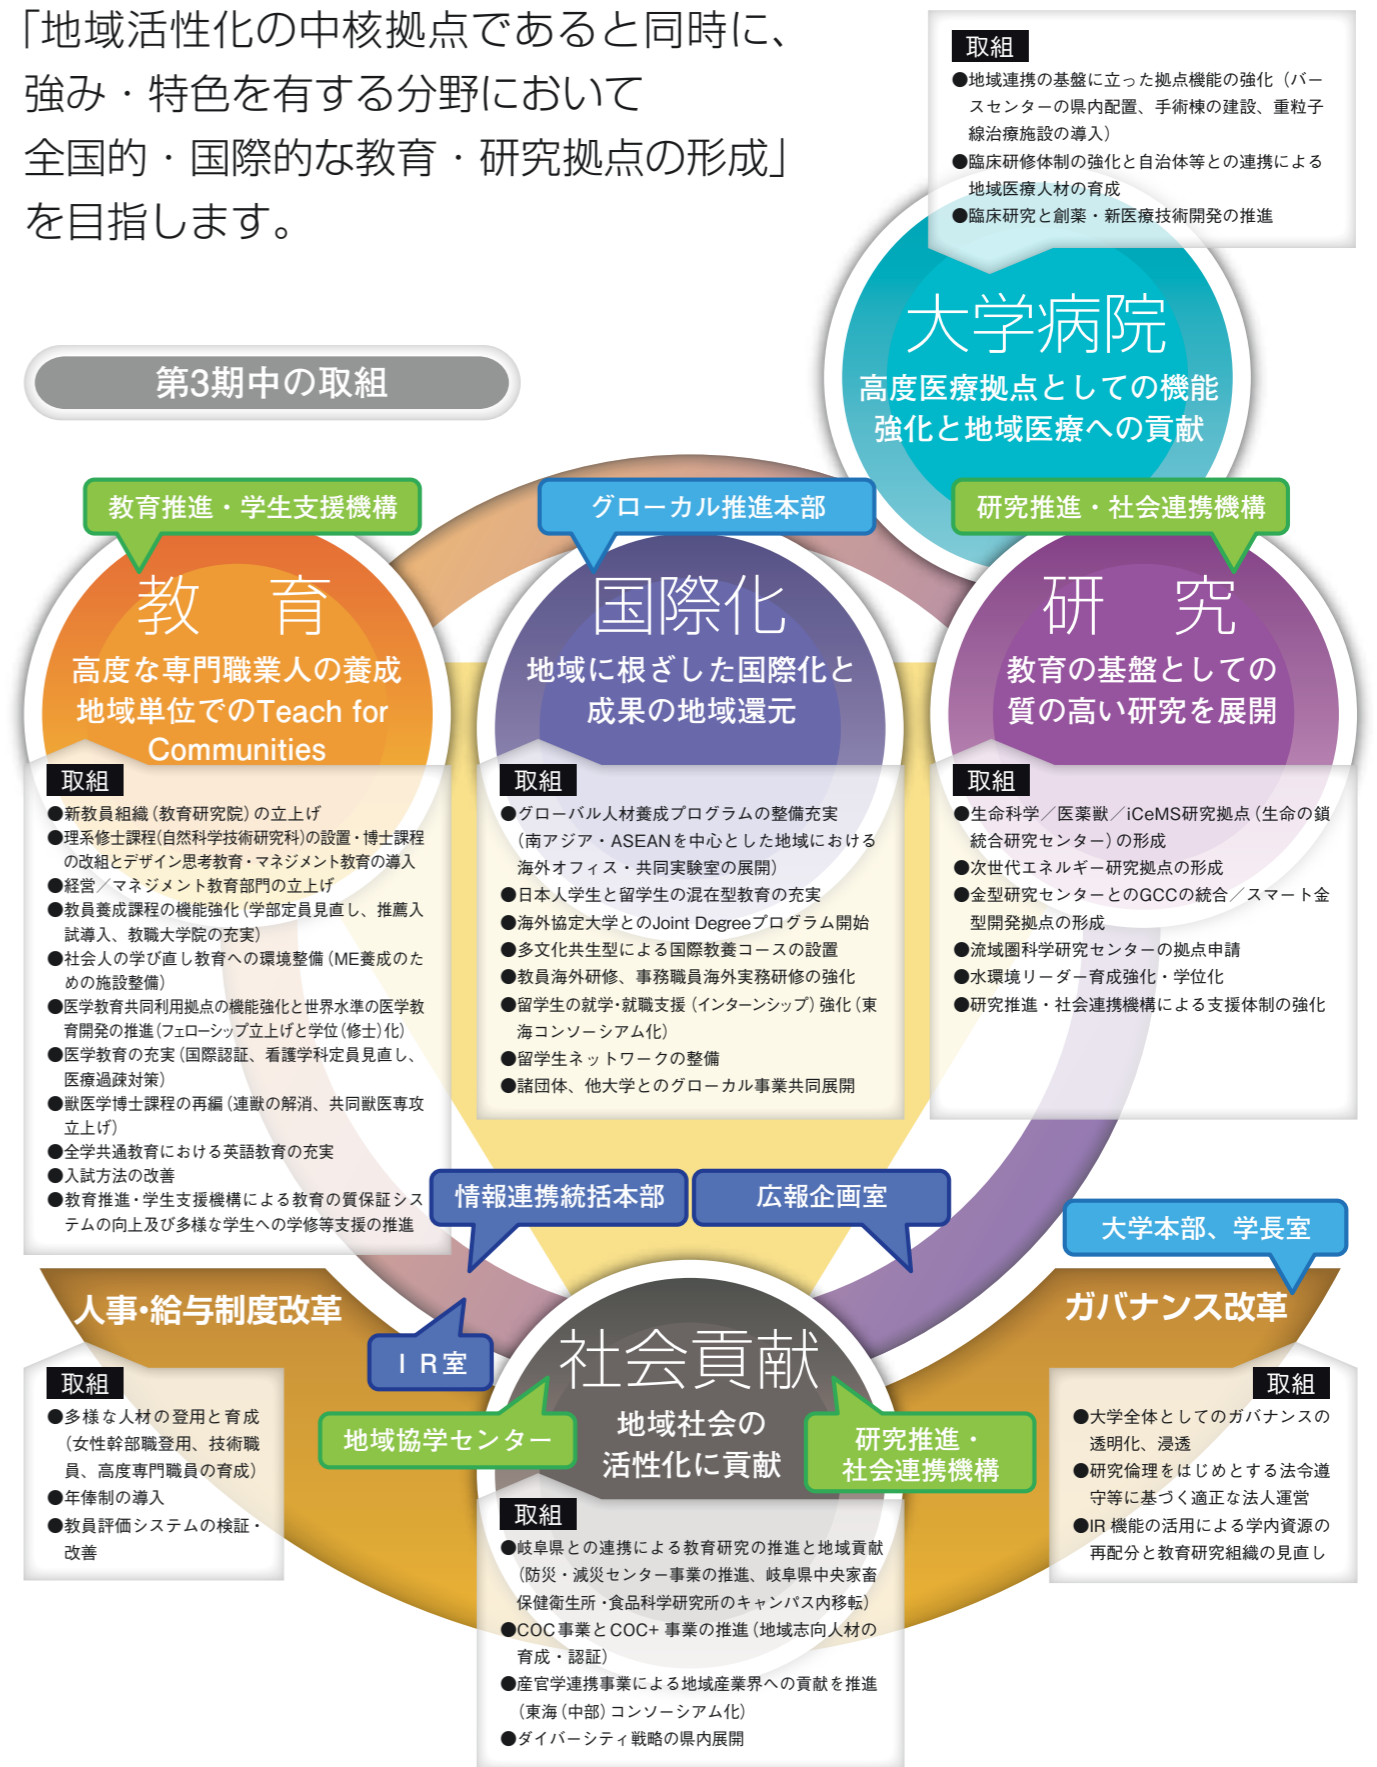 「地域活性化の中核拠点であると同時に、
強み・特色を有する分野において
全国的・国際的な教育・研究拠点の形成」
を目指します。
取組
●地域連携の基盤に立った拠点機能の強化（バー
スセンターの県内配置、手術棟の建設、重粒子
線治療施設の導入）
●臨床研修体制の強化と自治体等との連携による
地域医療人材の育成
●臨床研究と創薬・新医療技術開発の推進
大学病院
高度医療拠点としての機能
強化と地域医療への貢献
第3期中の取組
教育推進・学生支援機構
教　育
高度な専門職業人の養成
地域単位でのTeach for
Communities
取組
●新教員組織（教育研究院）の立上げ
●理系修士課程(自然科学技術研究科)の設置・博士課程
の改組とデザイン思考教育・マネジメント教育の導入
●経営／マネジメント教育部門の立上げ
●教員養成課程の機能強化（学部定員見直し、推薦入
試導入、教職大学院の充実）
●社会人の学び直し教育への環境整備（ME養成のた
めの施設整備）
●医学教育共同利用拠点の機能強化と世界水準の医学教
育開発の推進（フェローシップ立上げと学位（修士）化）
●医学教育の充実（国際認証、看護学科定員見直し、
医療過疎対策）
●獣医学博士課程の再編（連獣の解消、共同獣医専攻
立上げ）
●全学共通教育における英語教育の充実
●入試方法の改善
●教育推進・学生支援機構による教育の質保証シス
テムの向上及び多様な学生への学修等支援の推進
グローカル推進本部
国際化
地域に根ざした国際化と
成果の地域還元
取組
●グローバル人材養成プログラムの整備充実
（南アジア・ASEANを中心とした地域における
海外オフィス・共同実験室の展開）
●日本人学生と留学生の混在型教育の充実
●海外協定大学とのJoint Degreeプログラム開始
●多文化共生型による国際教養コースの設置
●教員海外研修、事務職員海外実務研修の強化
●留学生の就学・就職支援（インターンシップ）強化（東
海コンソーシアム化）
●留学生ネットワークの整備
●諸団体、他大学とのグローカル事業共同展開
研究推進・社会連携機構
研　究
教育の基盤としての
質の高い研究を展開
取組
●生命科学／医薬獣／iCeMS研究拠点（生命の鎖
統合研究センター）の形成
●次世代エネルギー研究拠点の形成
●金型研究センターとのGCCの統合／スマート金
型開発拠点の形成
●流域圏科学研究センターの拠点申請
●水環境リーダー育成強化・学位化
●研究推進・社会連携機構による支援体制の強化
情報連携統括本部
広報企画室
大学本部、学長室
人事・給与制度改革
取組
●多様な人材の登用と育成
（女性幹部職登用、技術職
員、高度専門職員の育成）
●年俸制の導入
●教員評価システムの検証・
改善
ＩＲ室
地域協学センター
社会貢献
地域社会の
活性化に貢献
研究推進・
社会連携機構
取組
●岐阜県との連携による教育研究の推進と地域貢献
（防災・減災センター事業の推進、岐阜県中央家畜
保健衛生所・食品科学研究所のキャンパス内移転）
●COC事業とCOC+ 事業の推進（地域志向人材の
育成・認証）
●産官学連携事業による地域産業界への貢献を推進
（東海（中部）コンソーシアム化）
●ダイバーシティ戦略の県内展開
ガバナンス改革
取組
●大学全体としてのガバナンスの
透明化、浸透
●研究倫理をはじめとする法令遵
守等に基づく適正な法人運営
●IR 機能の活用による学内資源の
再配分と教育研究組織の見直し